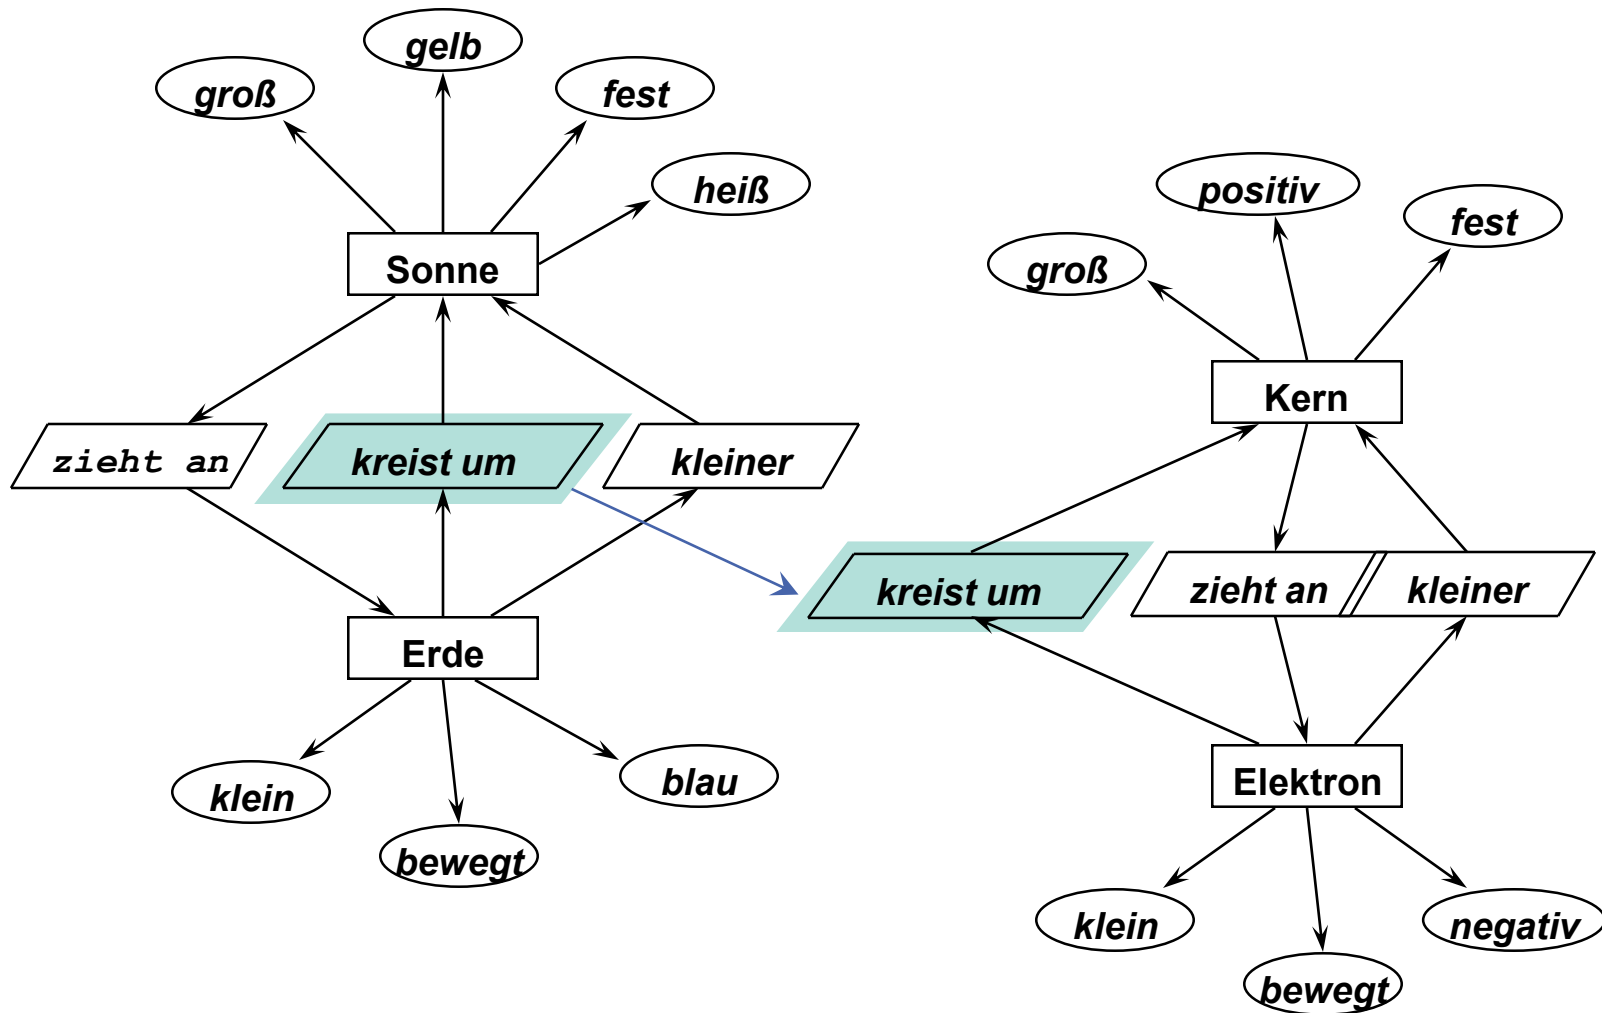 gelb
groß
fest
heiß
Sonne
zieht an
kreist um
kleiner
Erde
klein
blau
bewegt
positiv
fest
groß
Kern
kreist um
zieht an
kleiner
Elektron
klein
negativ
bewegt